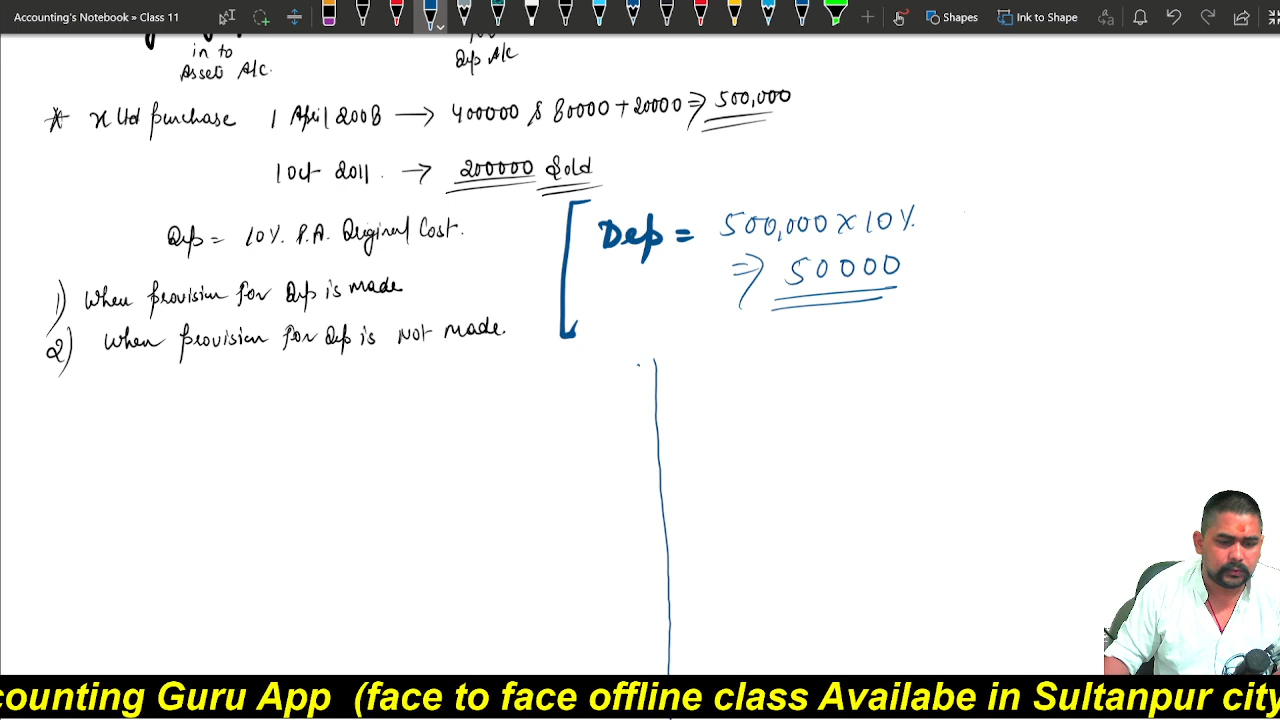 Accounting's Notebook » Class 11
Shapes
Ink to Shape
in to
Assets A/c.
Dep A/c
* x Ltd purchase 1 April 2008 → 400000 & 80000 + 20000 ⇒ 500,000
1 Oct 2011. → 200000 Sold
Dep = 10%. P.A. Original Cost.
Dep = 500,000 x 10%
⇒ 50000
1) When provision for Dep is made
2) When provision for Dep is Not made.
counting Guru App (face to face offline class Availabe in Sultanpur city